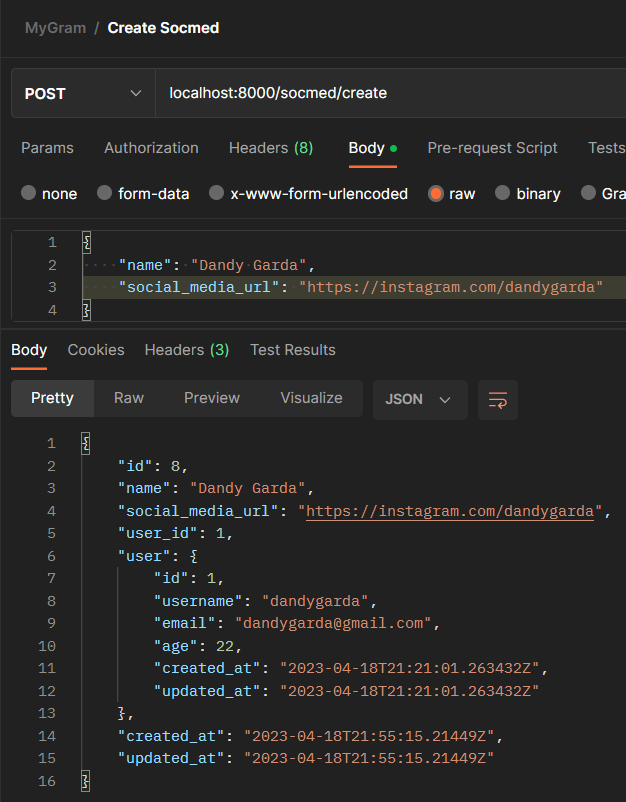 MyGram / Create Socmed
POST localhost:8000/socmed/create
Params Authorization Headers (8) Body Pre-request Script Tests
none form-data x-www-form-urlencoded raw binary Gra
1 {
2 "name": "Dandy Garda",
3 "social_media_url": "https://instagram.com/dandygarda"
4 }
Body Cookies Headers (3) Test Results
Pretty Raw Preview Visualize JSON
1 {
2 "id": 8,
3 "name": "Dandy Garda",
4 "social_media_url": "https://instagram.com/dandygarda",
5 "user_id": 1,
6 "user": {
7 "id": 1,
8 "username": "dandygarda",
9 "email": "dandygarda@gmail.com",
10 "age": 22,
11 "created_at": "2023-04-18T21:21:01.263432Z",
12 "updated_at": "2023-04-18T21:21:01.263432Z"
13 },
14 "created_at": "2023-04-18T21:55:15.21449Z",
15 "updated_at": "2023-04-18T21:55:15.21449Z"
16 }